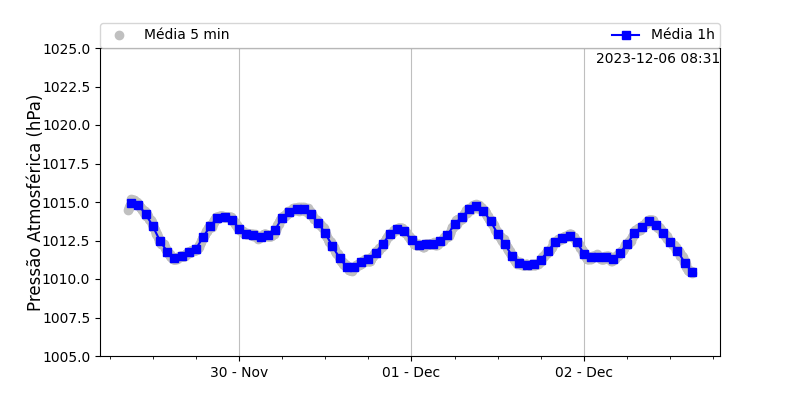 Média 5 min
Média 1h
2023-12-06 08:31
Pressão Atmosférica (hPa)
1025.0
1022.5
1020.0
1017.5
1015.0
1012.5
1010.0
1007.5
1005.0
30 - Nov
01 - Dec
02 - Dec